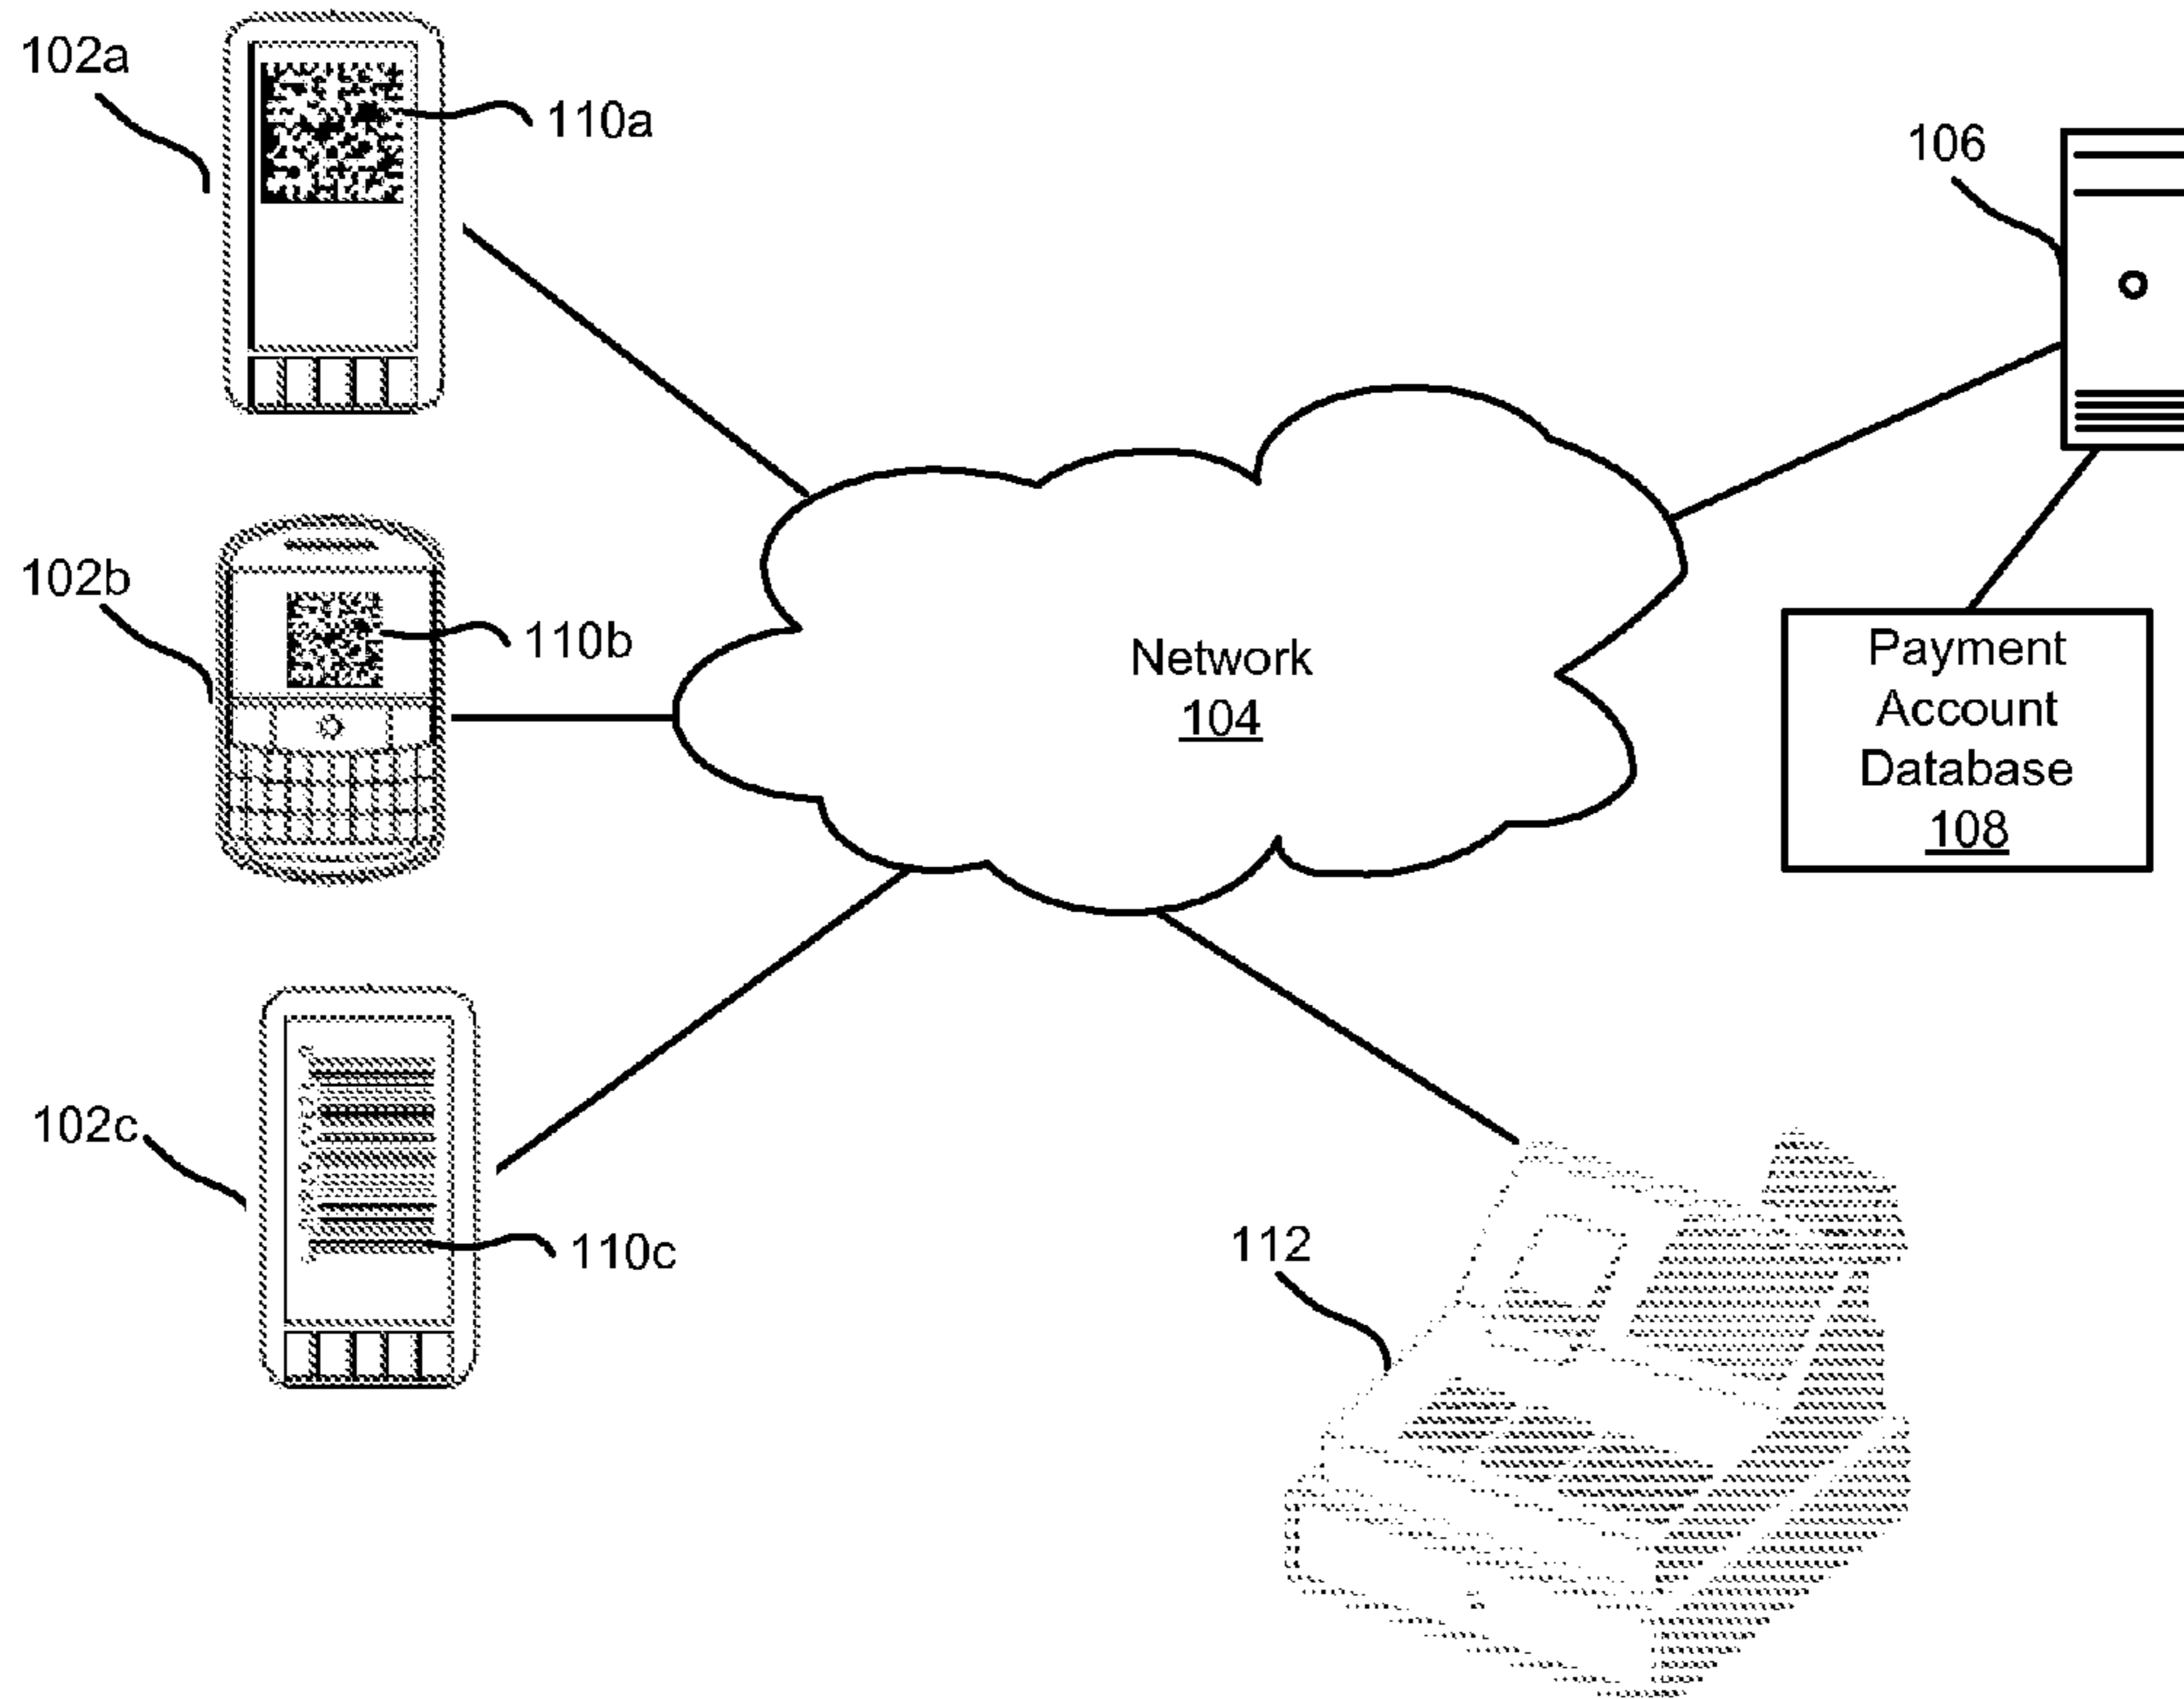 102a
110a
106
102b
110b
Network
104
Payment
Account
Database
108
102c
110c
112